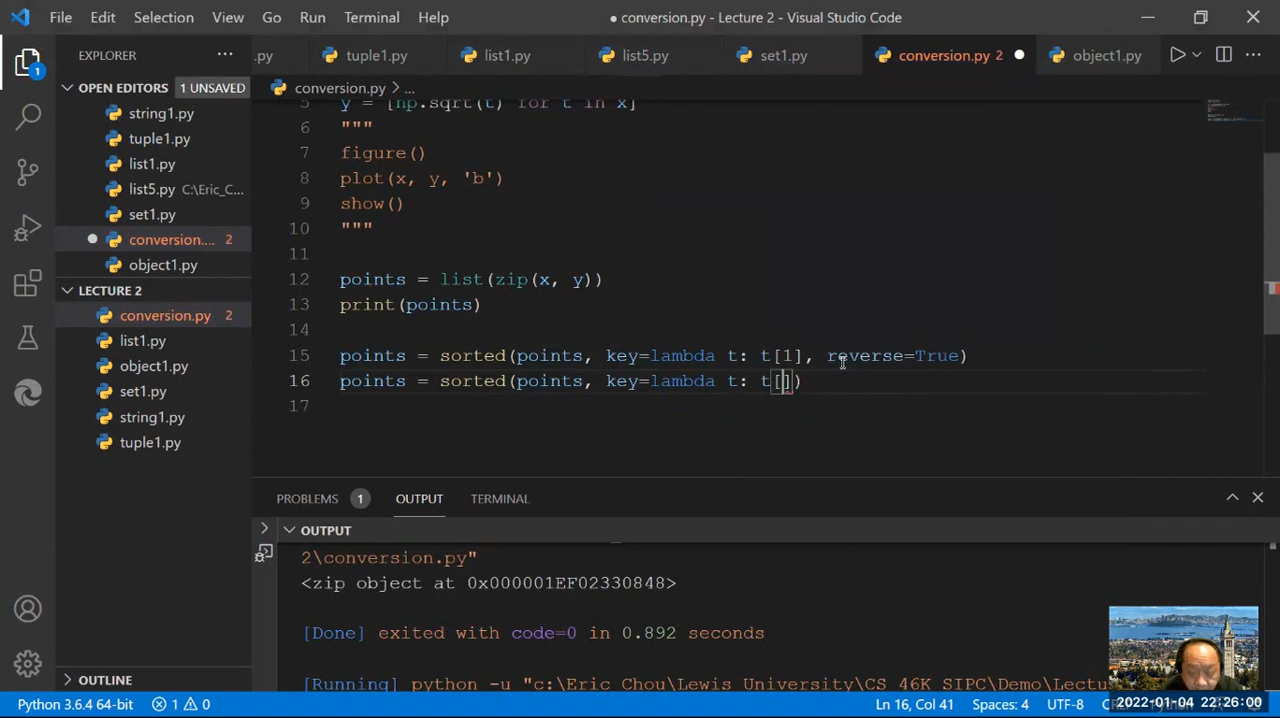 File Edit Selection View Go Run Terminal Help
● conversion.py - Lecture 2 - Visual Studio Code
EXPLORER
.py tuple1.py list1.py list5.py set1.py conversion.py 2 object1.py
OPEN EDITORS 1 UNSAVED
string1.py
tuple1.py
list1.py
list5.py C:\Eric_C...
set1.py
conversion.... 2
object1.py
LECTURE 2
conversion.py 2
list1.py
object1.py
set1.py
string1.py
tuple1.py
OUTLINE
1
conversion.py > ...
5 y = [np.sqrt(t) for t in x]
6 """
7 figure()
8 plot(x, y, 'b')
9 show()
10 """
11
12 points = list(zip(x, y))
13 print(points)
14
15 points = sorted(points, key=lambda t: t[1], reverse=True)
16 points = sorted(points, key=lambda t: t[])
17
PROBLEMS 1 OUTPUT TERMINAL
OUTPUT
2\conversion.py"
<zip object at 0x000001EF02330848>
[Done] exited with code=0 in 0.892 seconds
[Running] python -u "c:\Eric Chou\Lewis University\CS 46K SIPC\Demo\Lectu
Python 3.6.4 64-bit 1 0 Ln 16, Col 41 Spaces: 4 UTF-8
2022-01-04 22:26:00